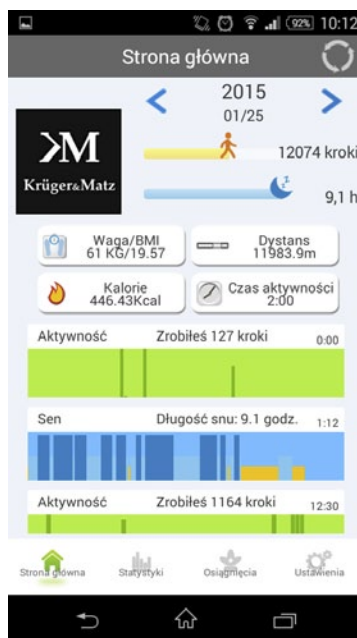 92% 10:12
Strona główna
2015
01/25
KM
Krüger&Matz
12074 kroki
9,1 h
Waga/BMI
61 KG/19.57
Dystans
11983.9m
Kalorie
446.43Kcal
Czas aktywności
2:00
Aktywność Zrobiłeś 127 kroki 0:00
Sen Długość snu: 9.1 godz. 1:12
Aktywność Zrobiłeś 1164 kroki 12:30
Strona główna Statystyki Osiągnięcia Ustawienia